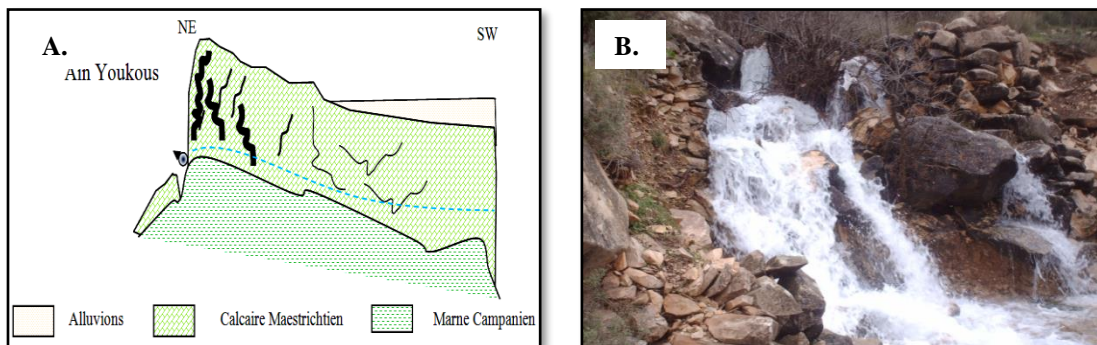 A.
NE
SW
Ain Youkous
Alluvions
Calcaire Maestrichtien
Marne Campanien
B.